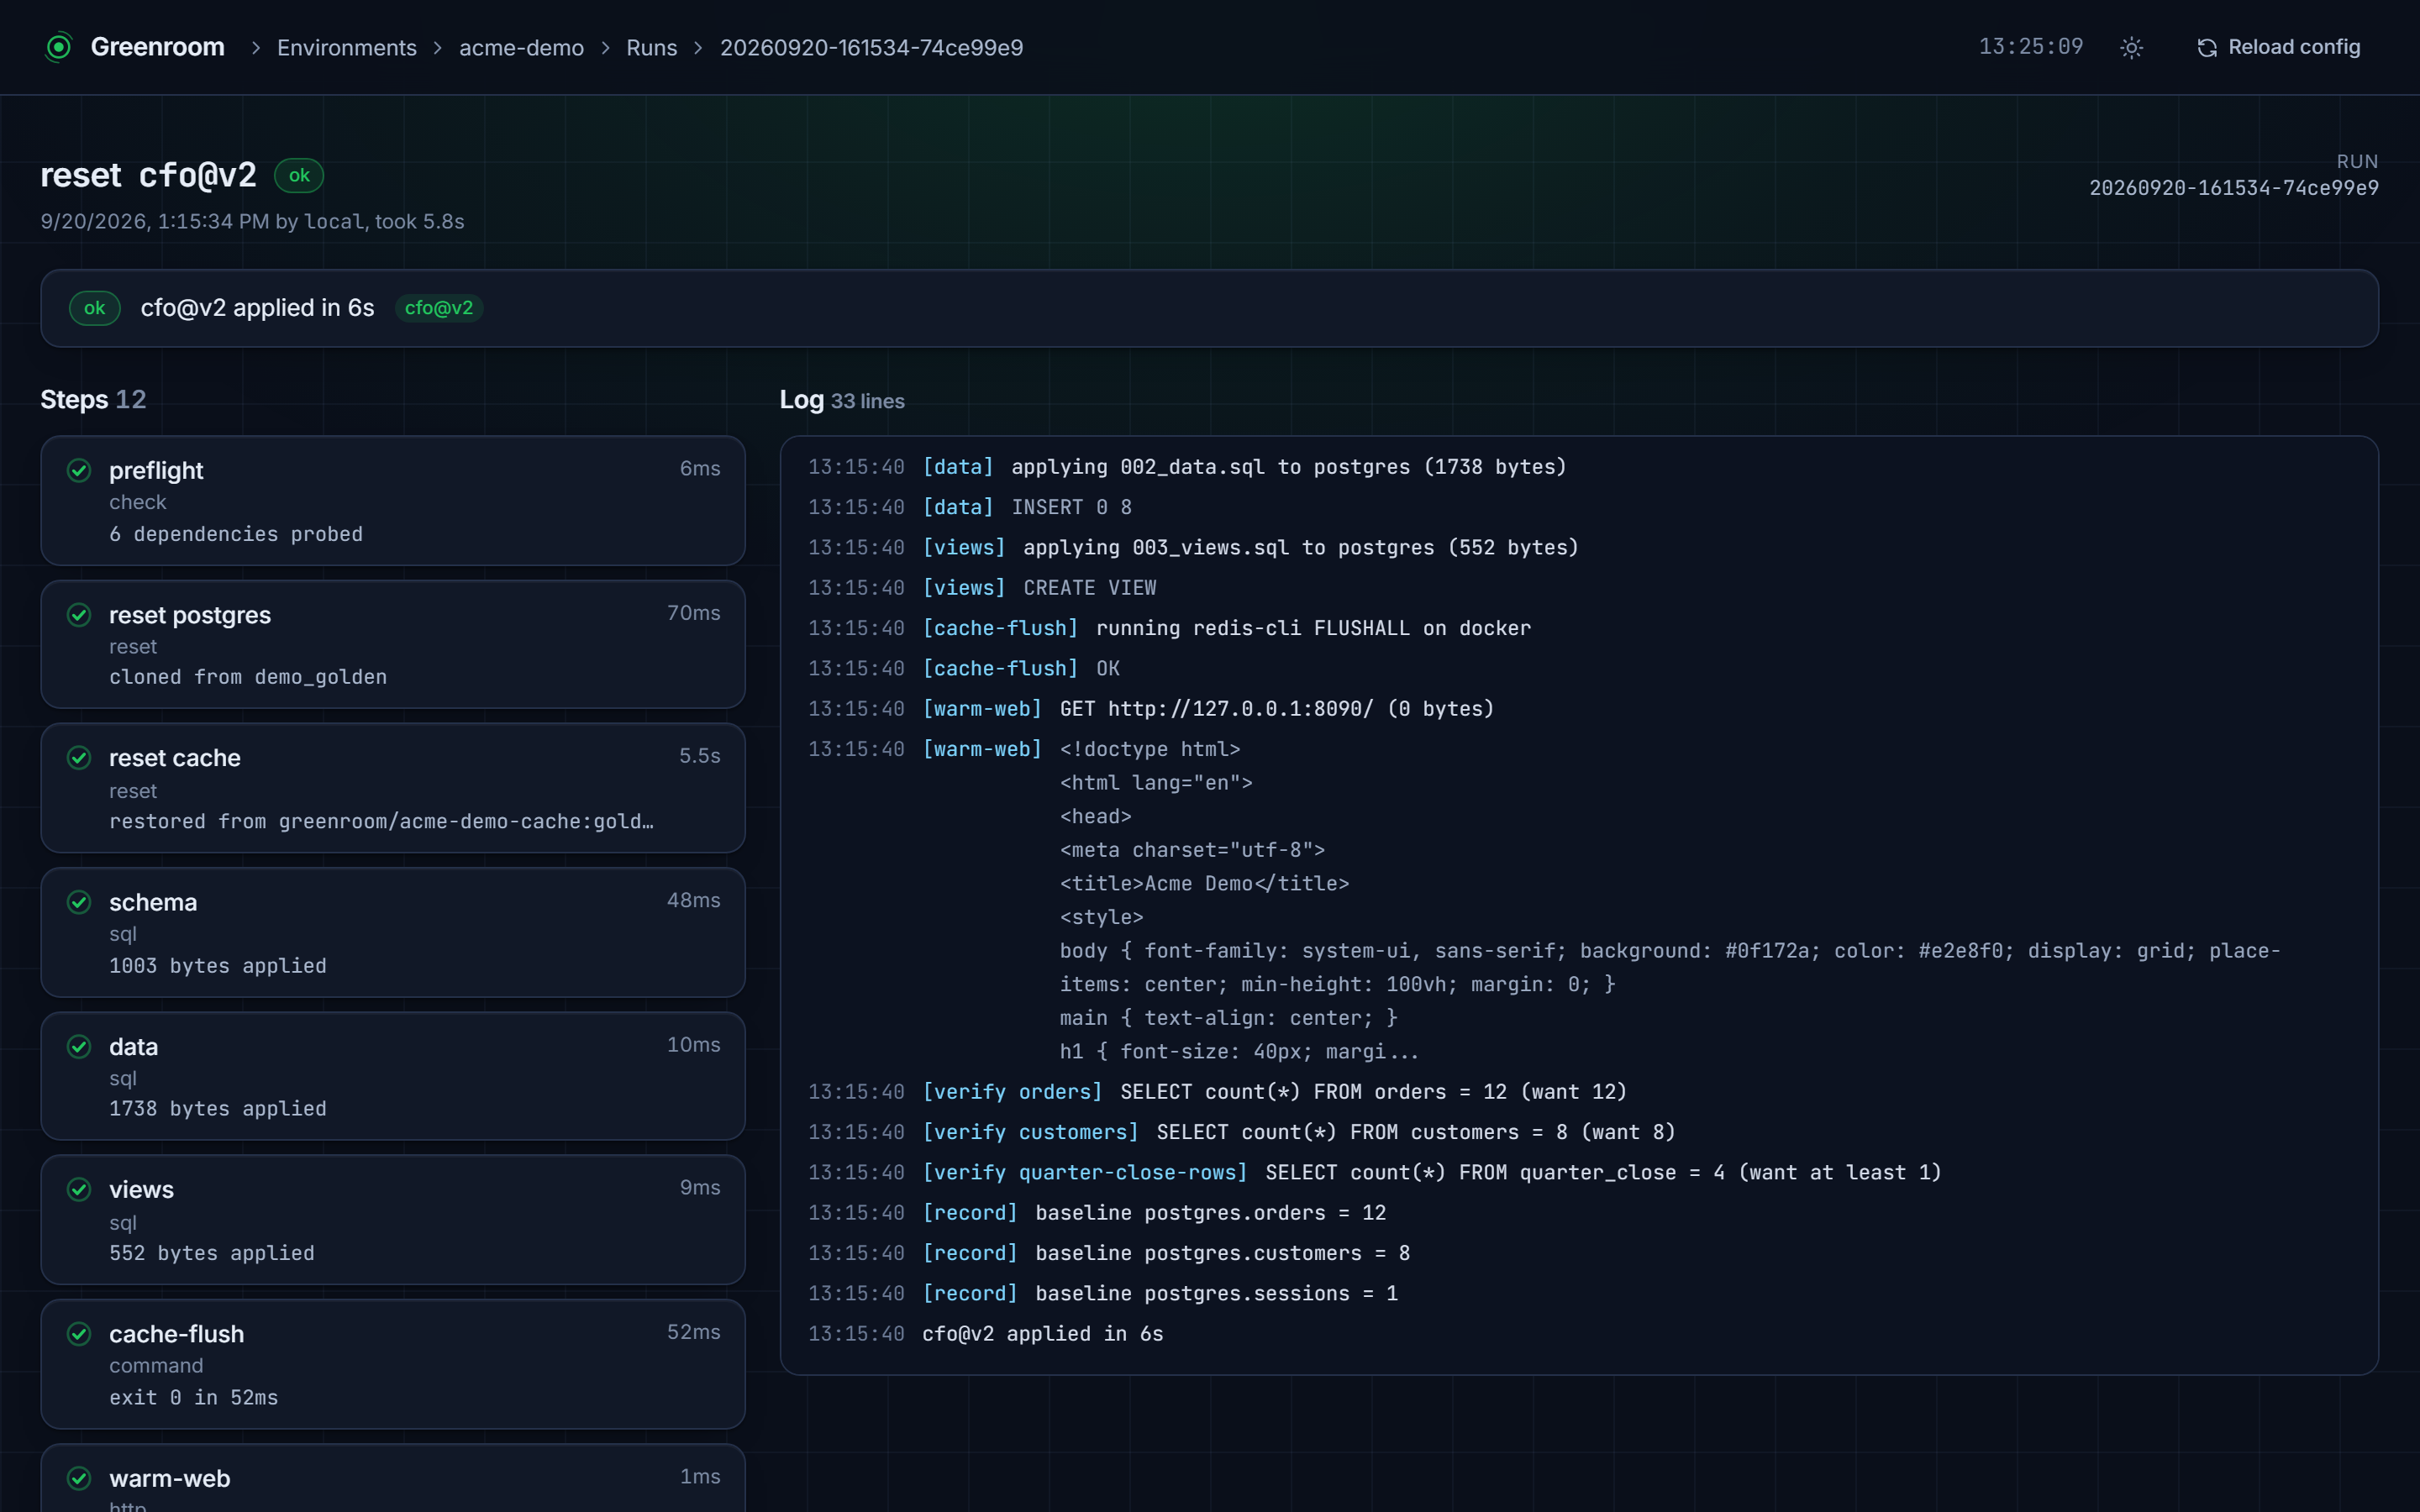 Greenroom > Environments > acme-demo > Runs > 20260920-161534-74ce99e9
13:25:09 Reload config
reset cfo@v2 ok
9/20/2026, 1:15:34 PM by local, took 5.8s
RUN
20260920-161534-74ce99e9
ok cfo@v2 applied in 6s cfo@v2
Steps 12
preflight 6ms
check
6 dependencies probed
reset postgres 70ms
reset
cloned from demo_golden
reset cache 5.5s
reset
restored from greenroom/acme-demo-cache:gold…
schema 48ms
sql
1003 bytes applied
data 10ms
sql
1738 bytes applied
views 9ms
sql
552 bytes applied
cache-flush 52ms
command
exit 0 in 52ms
warm-web 1ms
http
Log 33 lines
13:15:40 [data] applying 002_data.sql to postgres (1738 bytes)
13:15:40 [data] INSERT 0 8
13:15:40 [views] applying 003_views.sql to postgres (552 bytes)
13:15:40 [views] CREATE VIEW
13:15:40 [cache-flush] running redis-cli FLUSHALL on docker
13:15:40 [cache-flush] OK
13:15:40 [warm-web] GET http://127.0.0.1:8090/ (0 bytes)
13:15:40 [warm-web] <!doctype html>
<html lang="en">
<head>
<meta charset="utf-8">
<title>Acme Demo</title>
<style>
body { font-family: system-ui, sans-serif; background: #0f172a; color: #e2e8f0; display: grid; place-
items: center; min-height: 100vh; margin: 0; }
main { text-align: center; }
h1 { font-size: 40px; margi...
13:15:40 [verify orders] SELECT count(*) FROM orders = 12 (want 12)
13:15:40 [verify customers] SELECT count(*) FROM customers = 8 (want 8)
13:15:40 [verify quarter-close-rows] SELECT count(*) FROM quarter_close = 4 (want at least 1)
13:15:40 [record] baseline postgres.orders = 12
13:15:40 [record] baseline postgres.customers = 8
13:15:40 [record] baseline postgres.sessions = 1
13:15:40 cfo@v2 applied in 6s